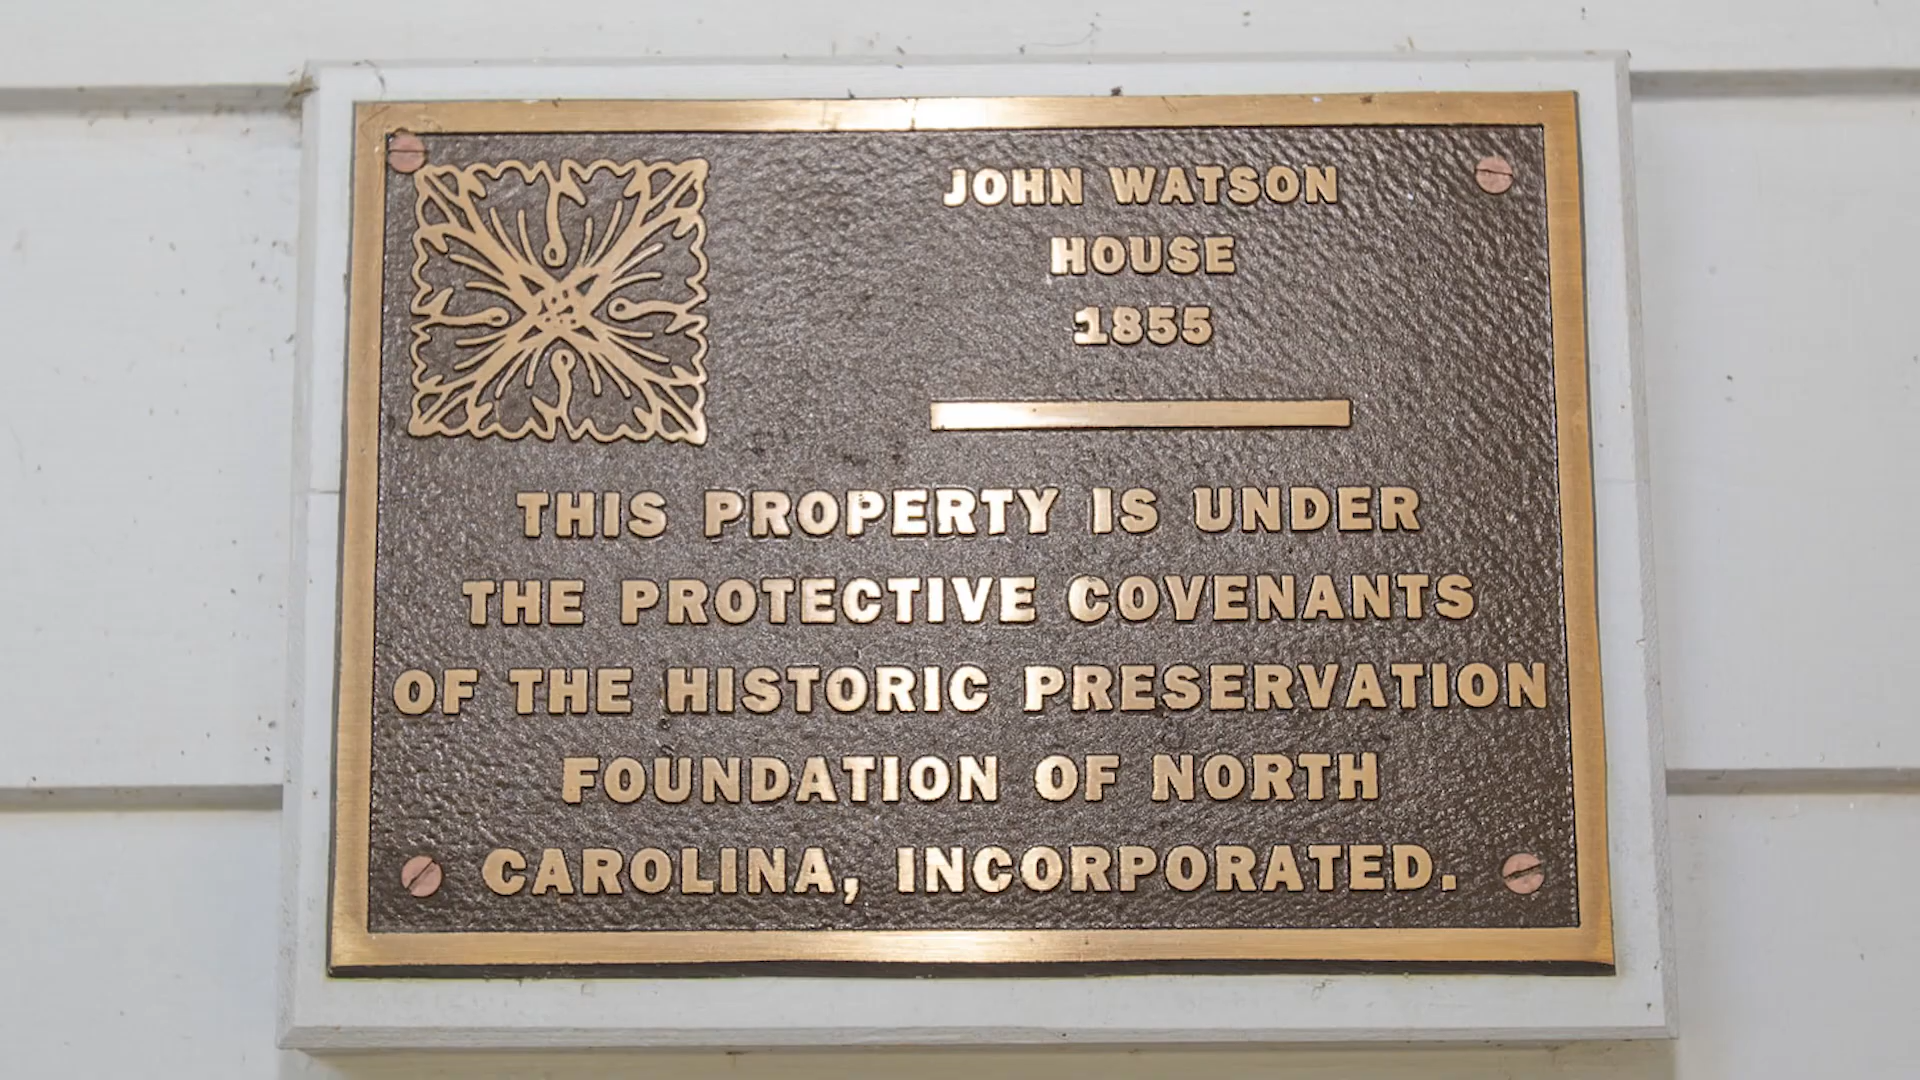 JOHN WATSON
HOUSE
1855
THIS PROPERTY IS UNDER
THE PROTECTIVE COVENANTS
OF THE HISTORIC PRESERVATION
FOUNDATION OF NORTH
CAROLINA, INCORPORATED.